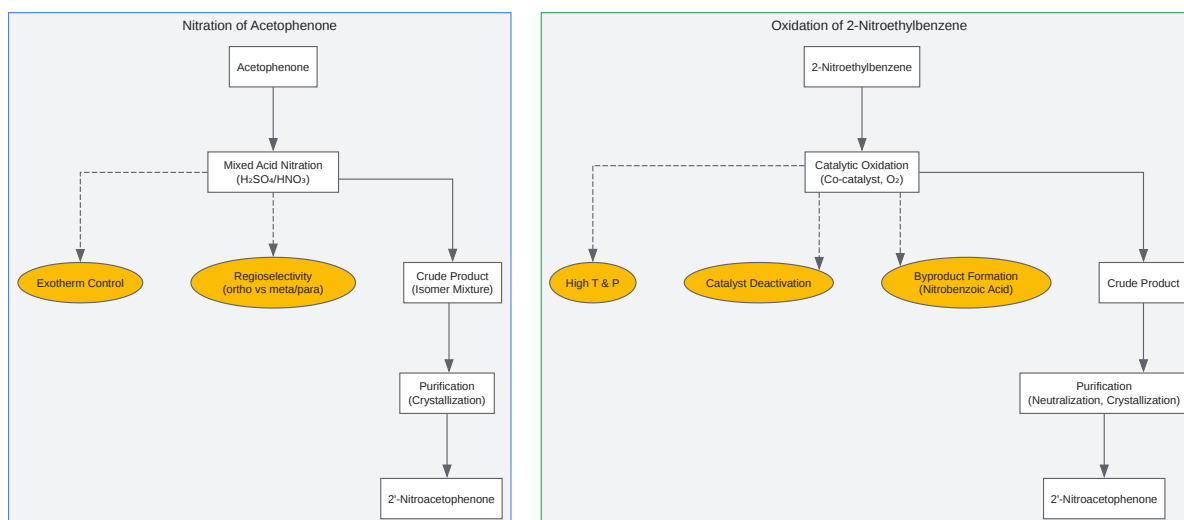 Nitration of Acetophenone
Acetophenone
Mixed Acid Nitration
(H₂SO₄/HNO₃)
Exotherm Control
Regioselectivity
(ortho vs meta/para)
Crude Product
(Isomer Mixture)
Purification
(Crystallization)
2'-Nitroacetophenone
Oxidation of 2-Nitroethylbenzene
2-Nitroethylbenzene
Catalytic Oxidation
(Co-catalyst, O₂)
High T & P
Catalyst Deactivation
Byproduct Formation
(Nitrobenzoic Acid)
Crude Product
Purification
(Neutralization, Crystallization)
2'-Nitroacetophenone